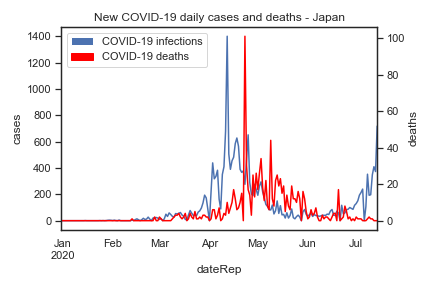 New COVID-19 daily cases and deaths - Japan
COVID-19 infections
COVID-19 deaths
1400
1200
1000
800
600
400
200
0
cases
100
80
60
40
20
0
deaths
Jan Feb Mar Apr May Jun Jul
2020
dateRep